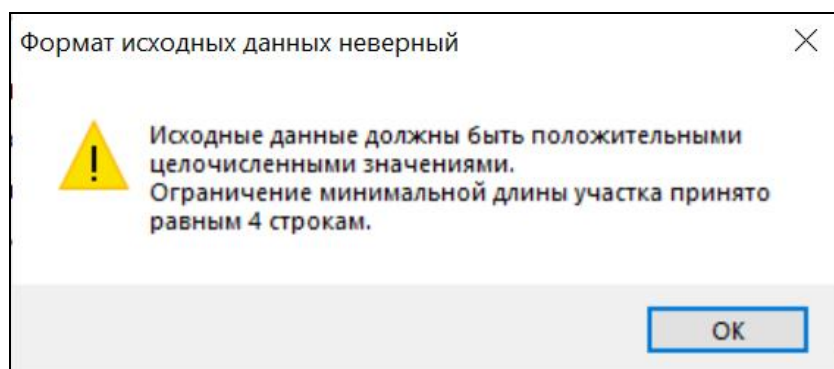 Формат исходных данных неверный
Исходные данные должны быть положительными
целочисленными значениями.
Ограничение минимальной длины участка принято
равным 4 строкам.
ОК